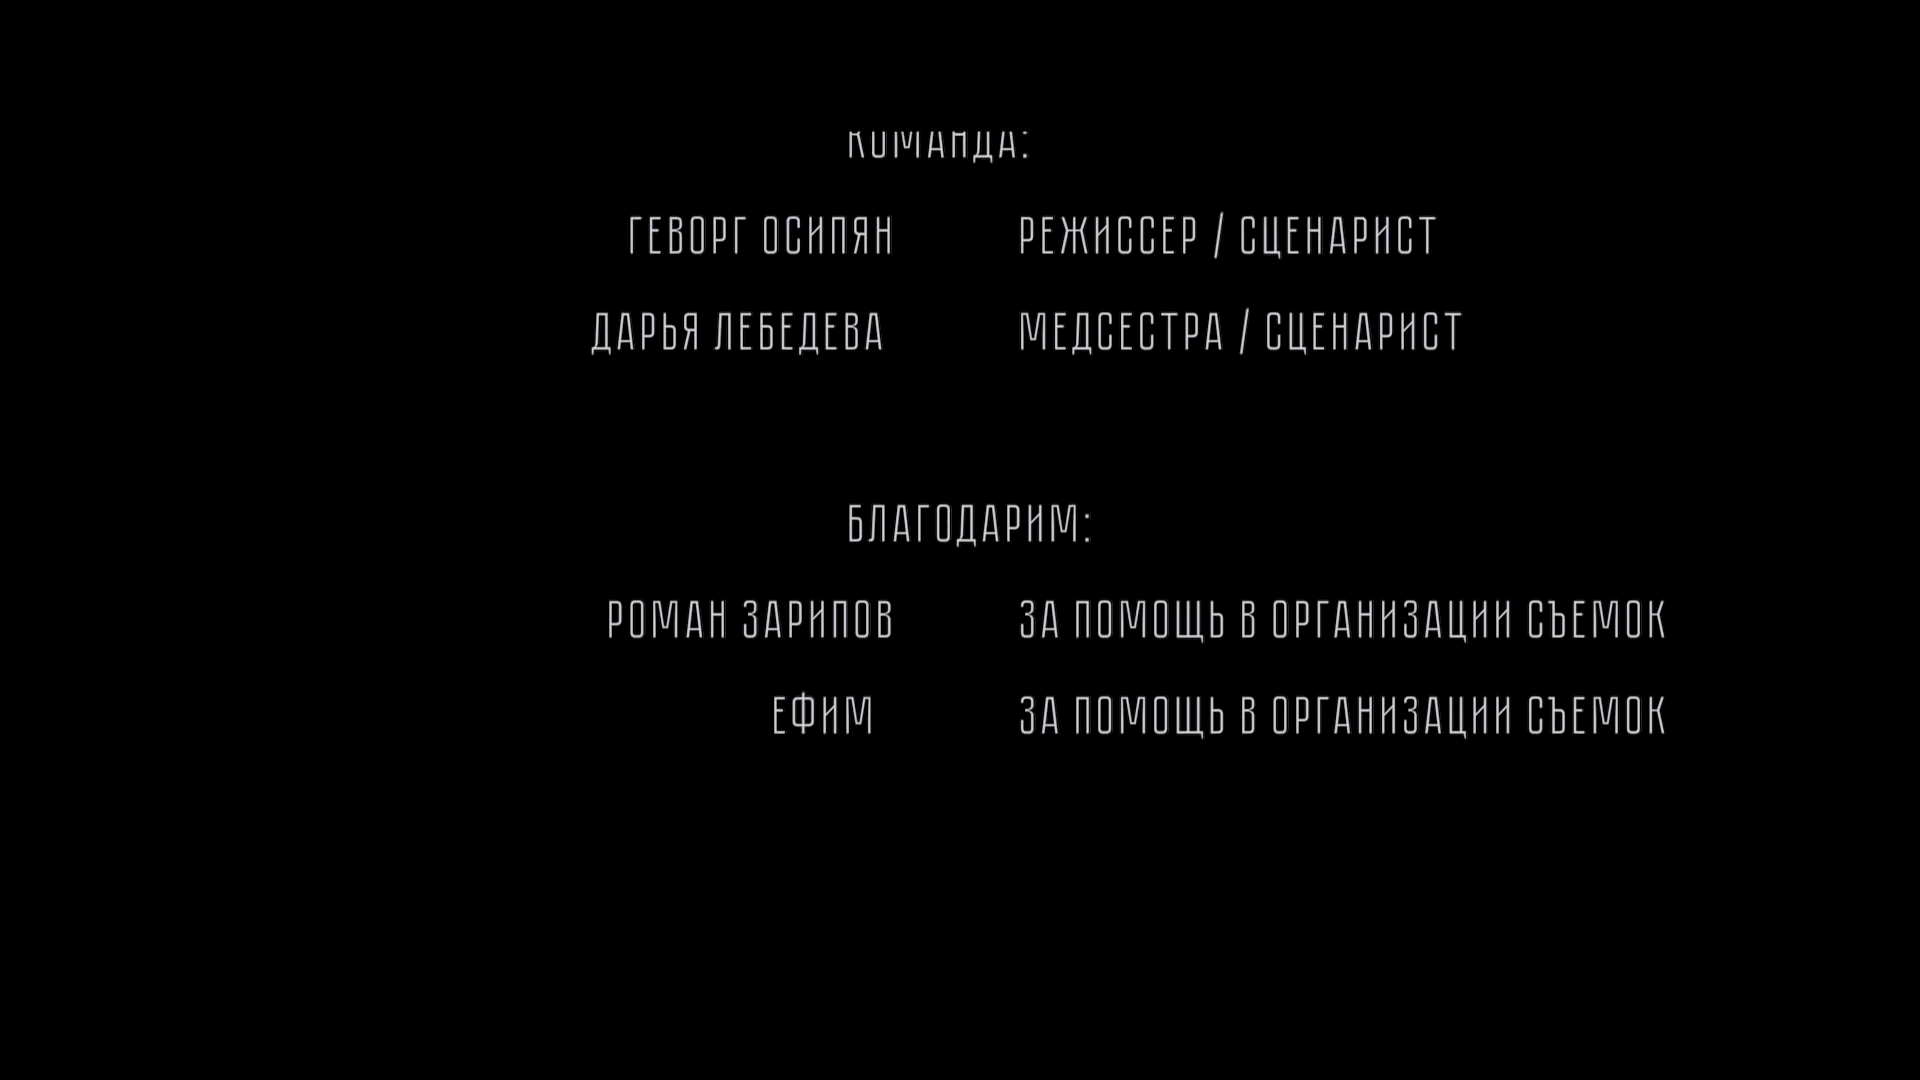 КОМАНДА:
ГЕВОРГ ОСИПЯН РЕЖИССЕР / СЦЕНАРИСТ
ДАРЬЯ ЛЕБЕДЕВА МЕДСЕСТРА / СЦЕНАРИСТ
БЛАГОДАРИМ:
РОМАН ЗАРИПОВ ЗА ПОМОЩЬ В ОРГАНИЗАЦИИ СЪЕМОК
ЕФИМ ЗА ПОМОЩЬ В ОРГАНИЗАЦИИ СЪЕМОК